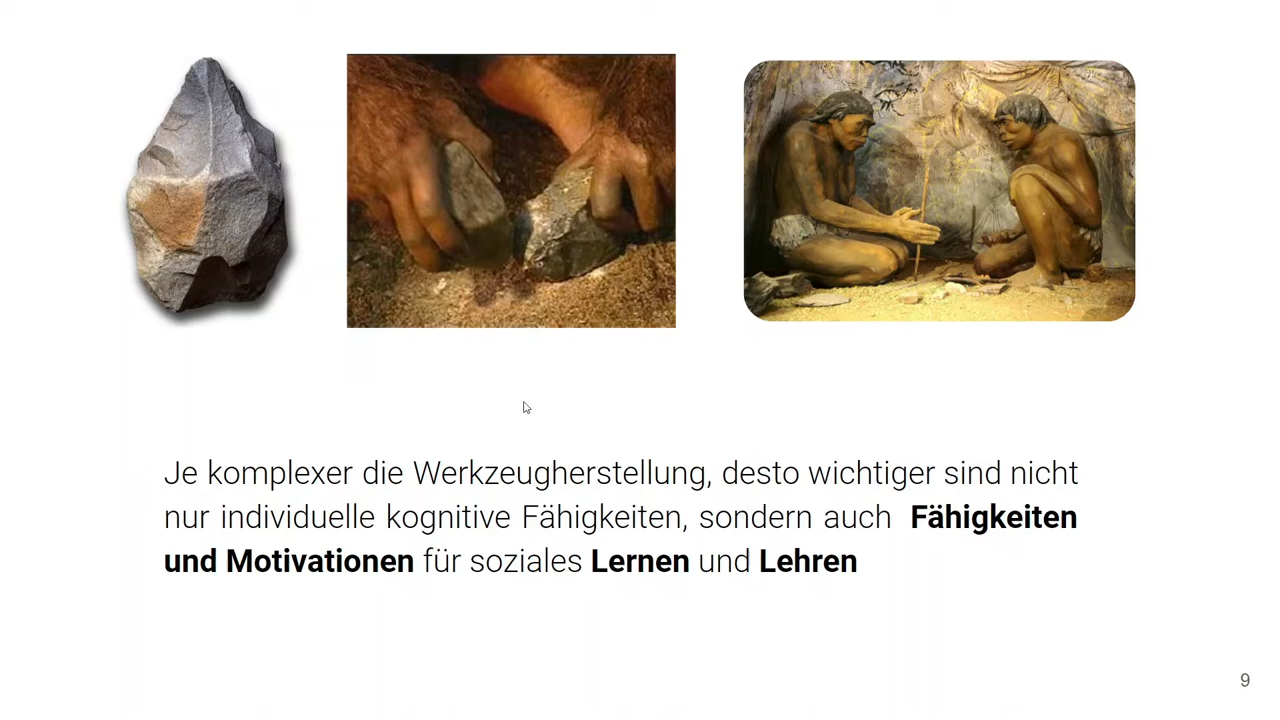 Je komplexer die Werkzeugherstellung, desto wichtiger sind nicht
nur individuelle kognitive Fähigkeiten, sondern auch Fähigkeiten
und Motivationen für soziales Lernen und Lehren
9